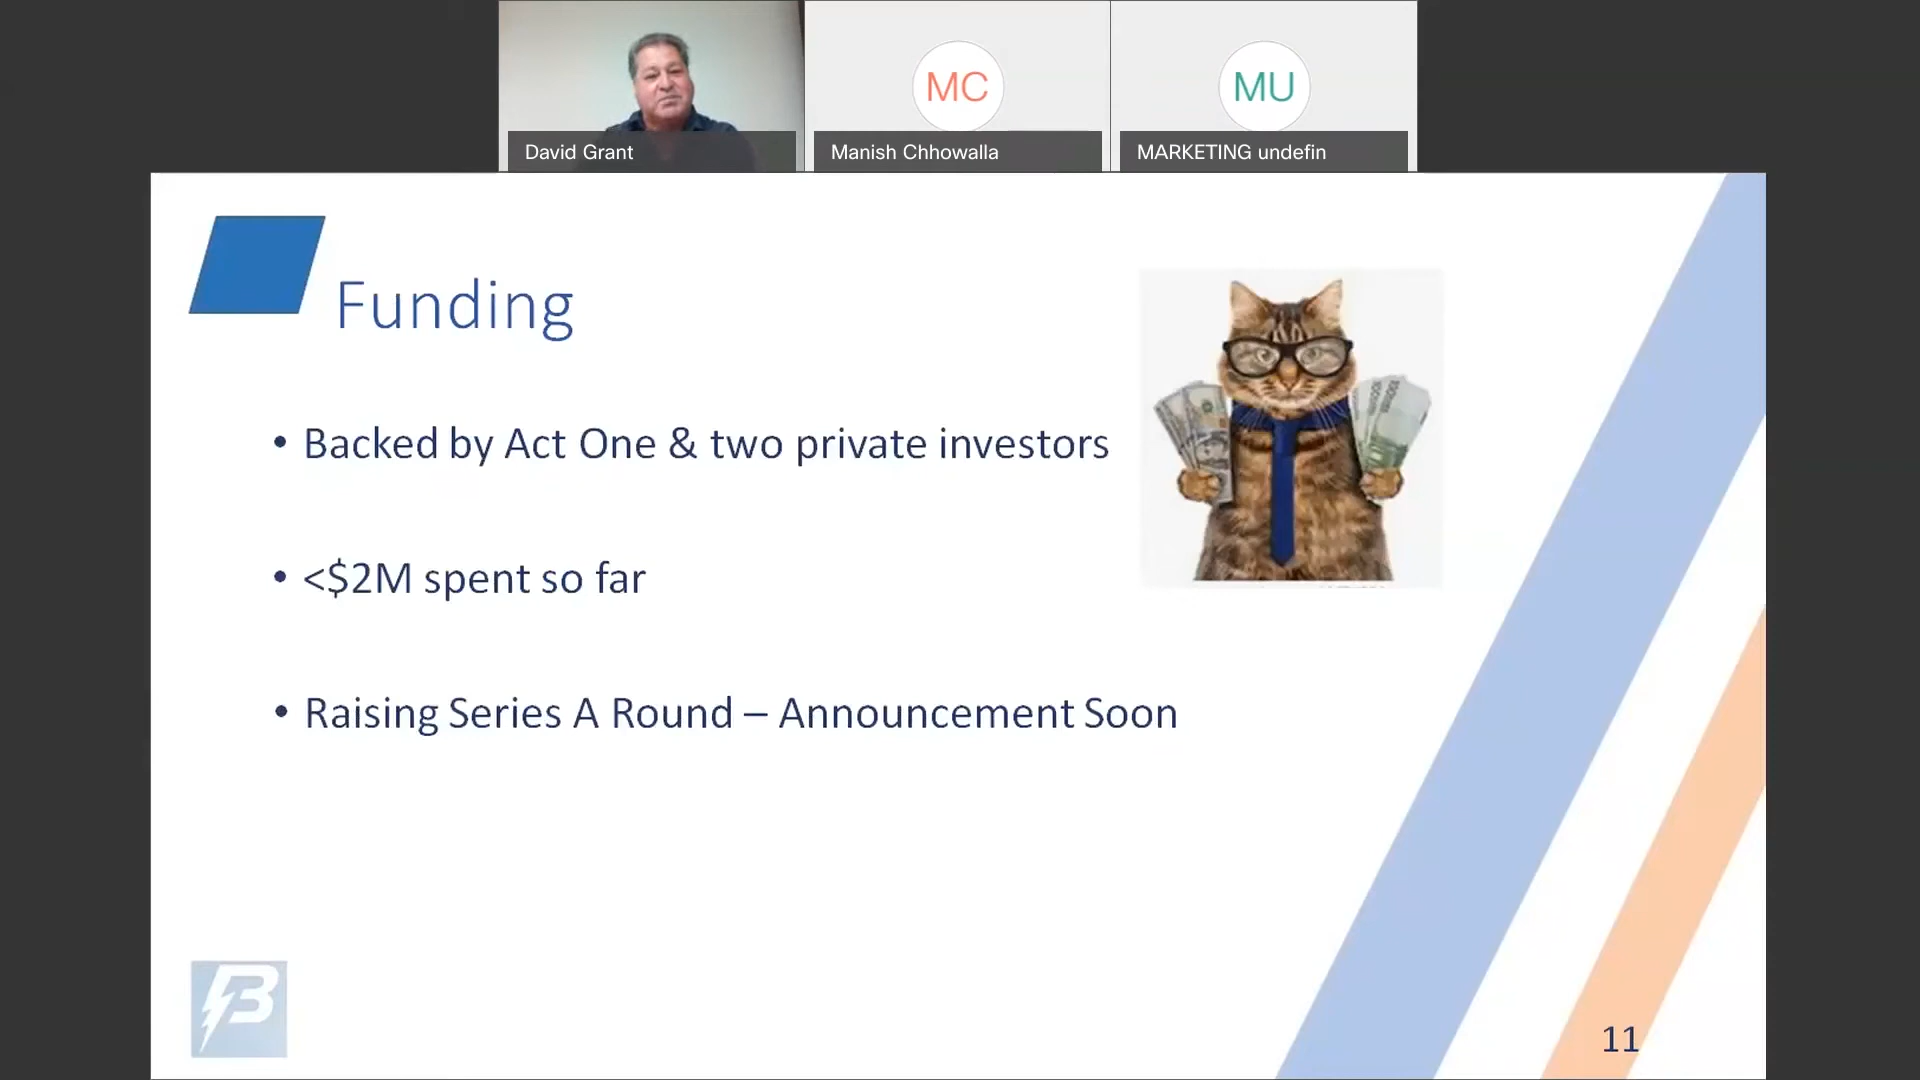 MC
MU
David Grant
Manish Chhowalla
MARKETING undefin
Funding
• Backed by Act One & two private investors
• <$2M spent so far
• Raising Series A Round – Announcement Soon
B
11